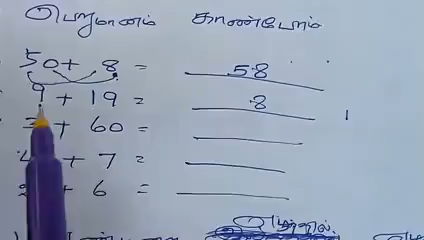 பெறுமானம் காண்போம்
50 + 8 = 58
9 + 19 = 8
+ 60 =
+ 7 =
+ 6 =